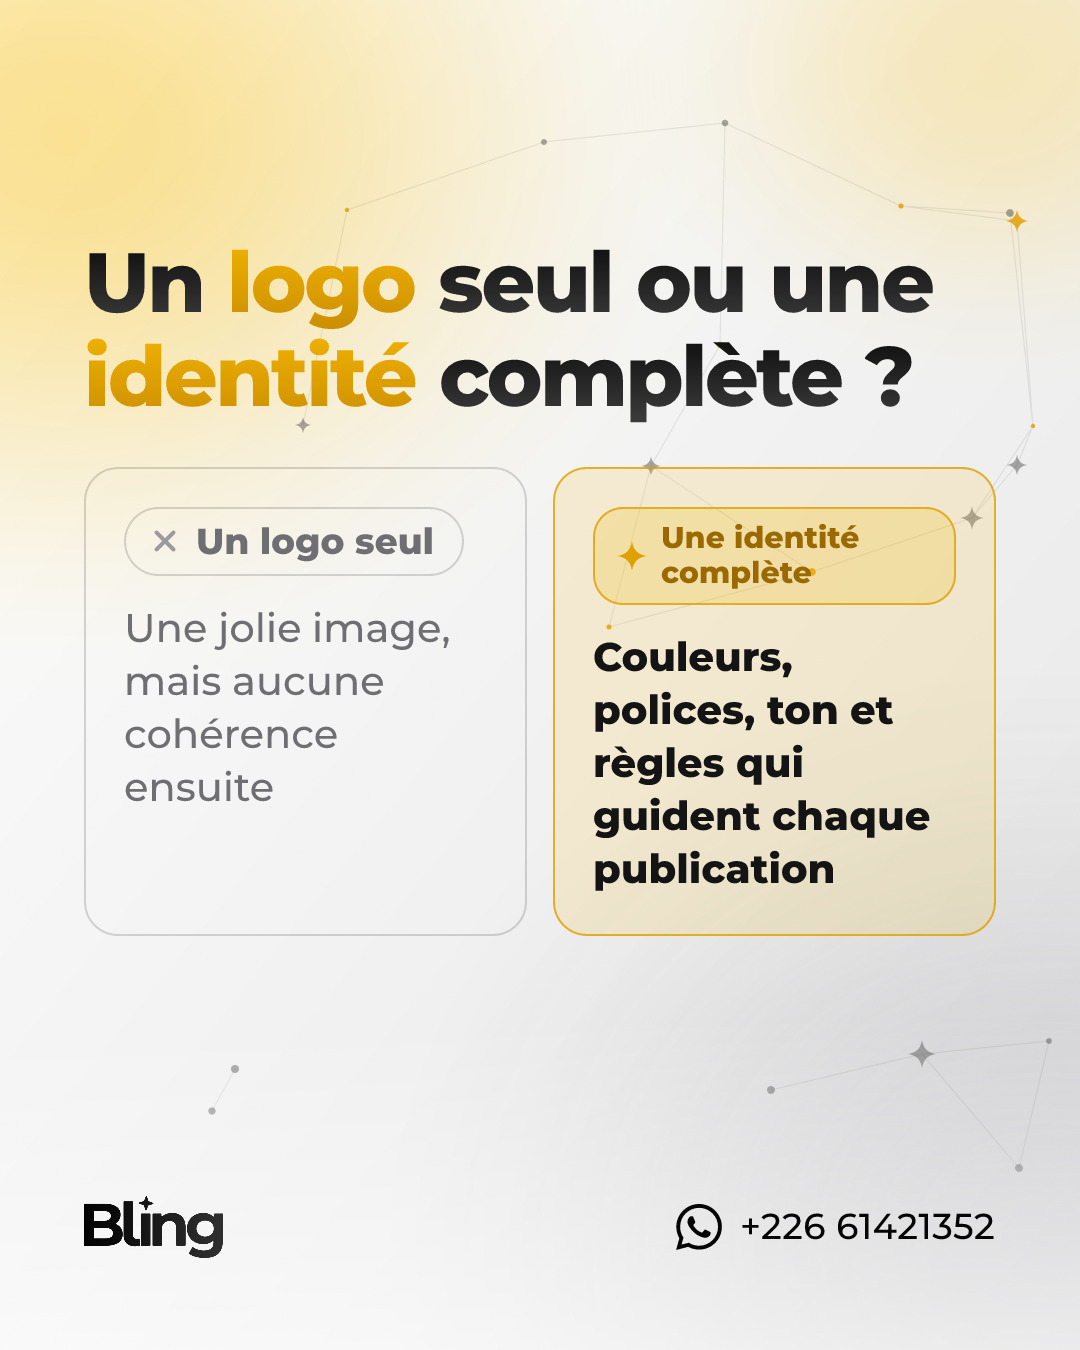 Un logo seul ou une
identité complète ?
Un logo seul
Une jolie image,
mais aucune
cohérence
ensuite
Une identité
complète
Couleurs,
polices, ton et
règles qui
guident chaque
publication
Bling
+226 61421352